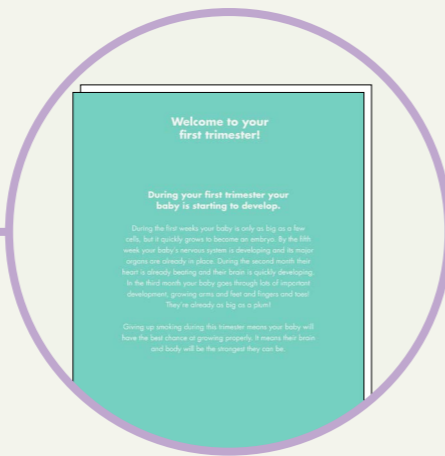 Welcome to your
first trimester!
During your first trimester your
baby is starting to develop.
During the first weeks your baby is only as big as a few
cells, but it quickly grows to become an embryo. By the fifth
week your baby's nervous system is developing and its major
organs are already in place. During the second month their
heart is already beating and their brain is quickly developing.
In the third month your baby goes through lots of important
development, growing arms and feet and fingers and toes!
They're already as big as a plum!
Giving up smoking during this trimester means your baby will
have the best chance at growing properly. It means their brain
and body will be the strongest they can be.